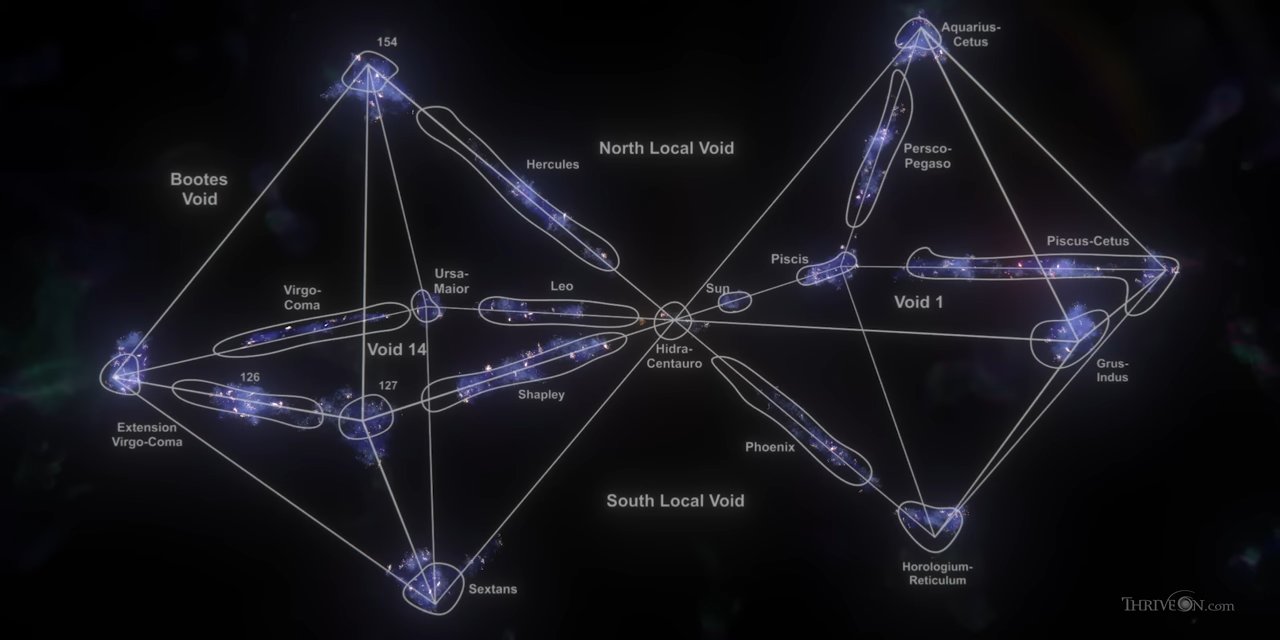 154
Aquarius-
Cetus
North Local Void
Hercules
Persco-
Pegaso
Bootes
Void
Piscus-Cetus
Piscis
Ursa-
Maior
Leo
Sun
Virgo-
Coma
Void 1
Void 14
Hidra-
Centauro
Grus-
Indus
126
127
Shapley
Extension
Virgo-Coma
Phoenix
South Local Void
Horologium-
Reticulum
Sextans
THRIVEON.com